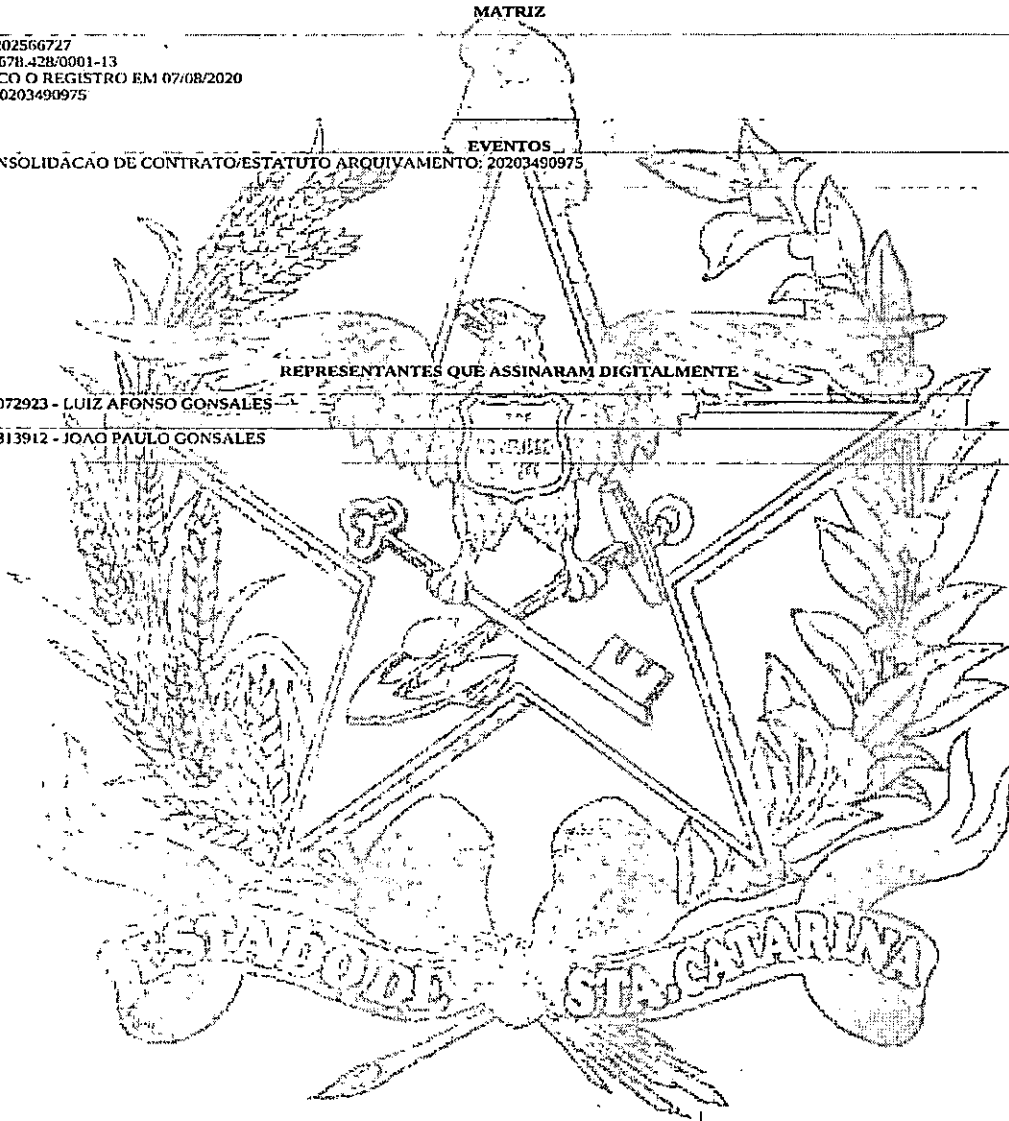 MATRIZ
202566727
678.428/0001-13
CO O REGISTRO EM 07/08/2020
0203490975
EVENTOS
NSOLIDACAO DE CONTRATO/ESTATUTO ARQUIVAMENTO: 20203490975
REPRESENTANTES QUE ASSINARAM DIGITALMENTE
072923 - LUIZ AFONSO GONSALES
313912 - JOAO PAULO GONSALES
ESTADO DE STA. CATARINA